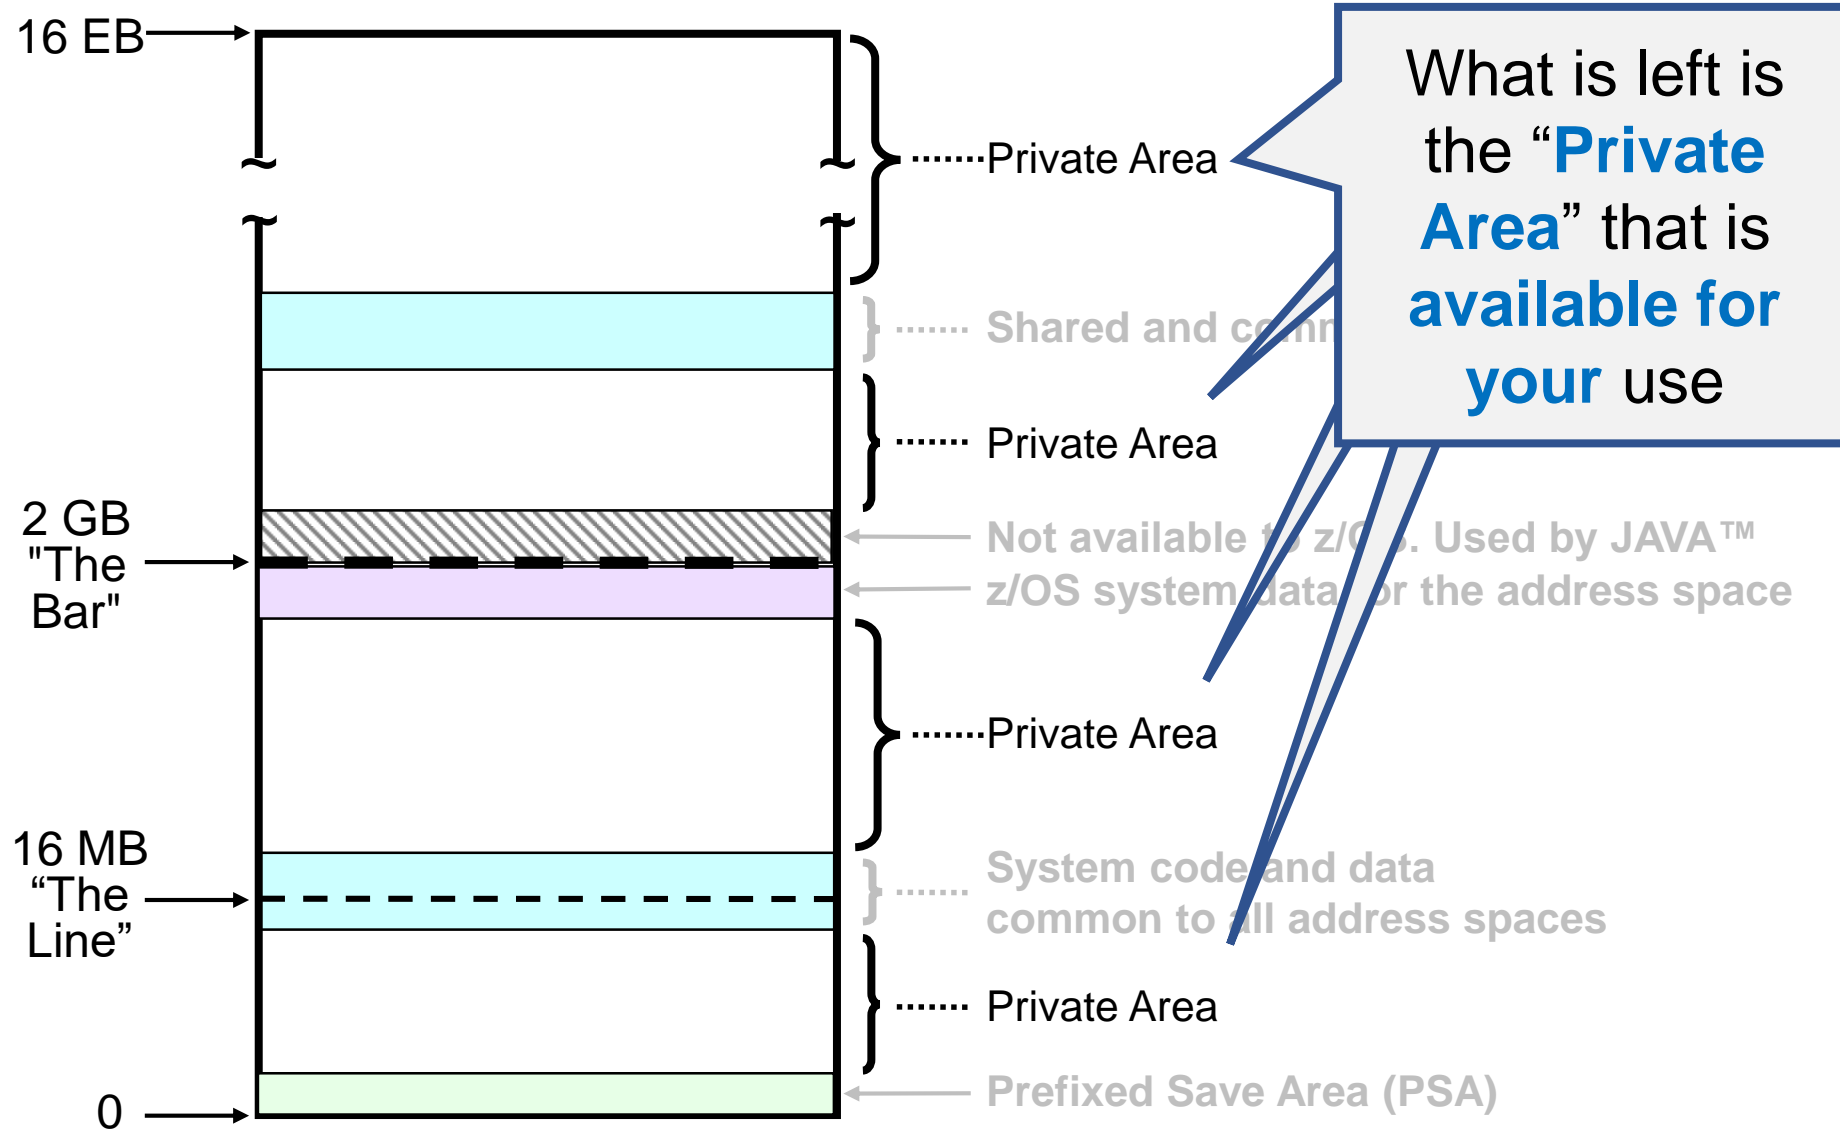 16 EB
What is left is
the “Private
Area” that is
available for
your use
Private Area
Shared and
Private Area
2 GB
"The
Bar"
Not available z/OS. Used by JAVA™
z/OS system data for the address space
Private Area
16 MB
“The
Line”
System code and data
common to all address spaces
Private Area
Prefixed Save Area (PSA)
0